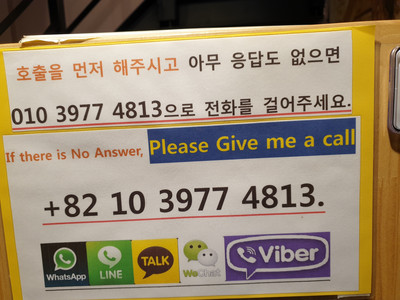 호출을 먼저 해주시고 아무 응답도 없으면
010 3977 4813으로 전화를 걸어주세요.
If there is No Answer, Please Give me a call
+82 10 3977 4813.
WhatsApp LINE TALK WeChat Viber